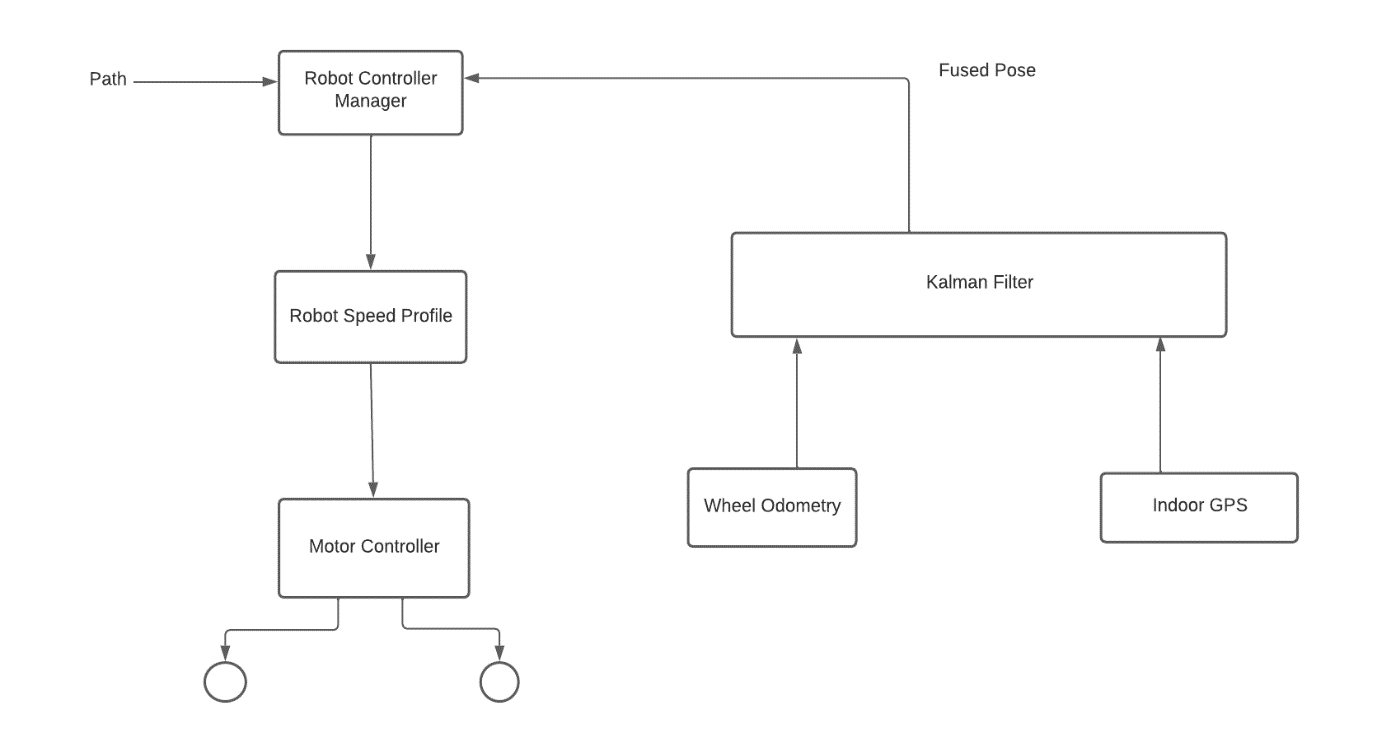 Path
Robot Controller
Manager
Fused Pose
Kalman Filter
Robot Speed Profile
Wheel Odometry
Indoor GPS
Motor Controller